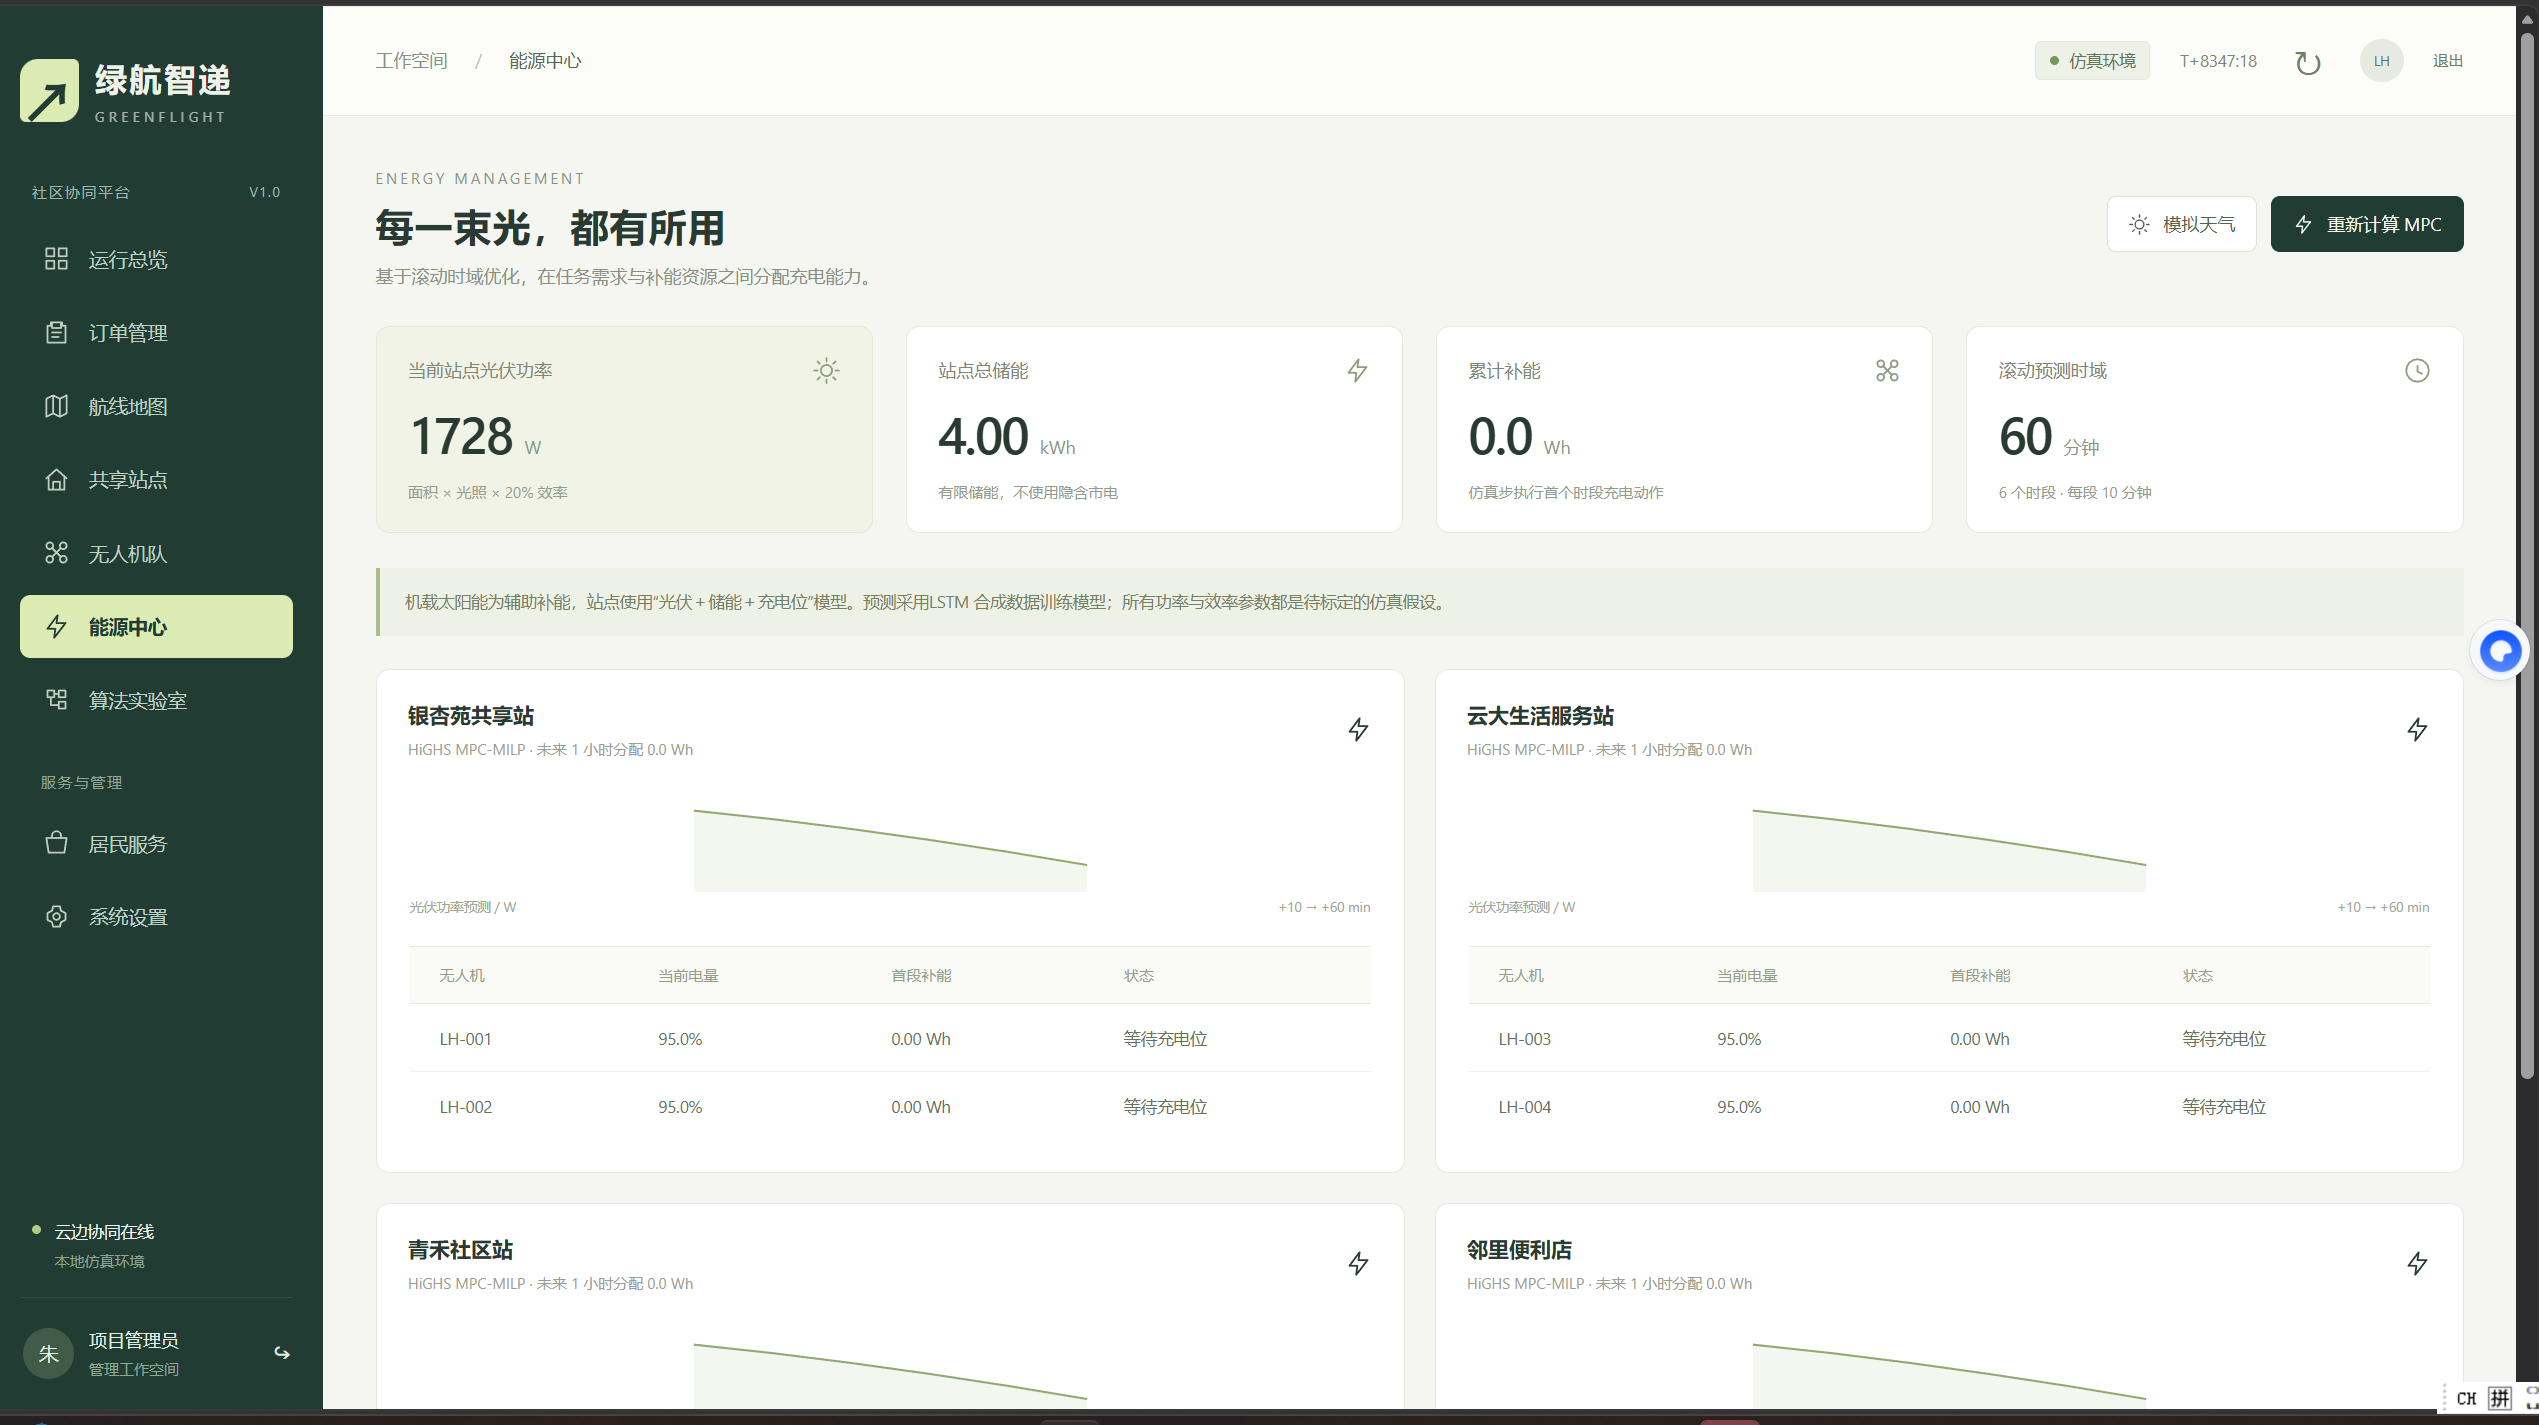 绿航智递
GREENFLIGHT
社区协同平台 V1.0
运行总览
订单管理
航线地图
共享站点
无人机队
能源中心
算法实验室
服务与管理
居民服务
系统设置
云边协同在线
本地仿真环境
朱 项目管理员
管理工作空间
工作空间 / 能源中心
仿真环境 T+8347:18 LH 退出
ENERGY MANAGEMENT
每一束光，都有所用
基于滚动时域优化，在任务需求与补能资源之间分配充电能力。
模拟天气 重新计算 MPC
当前站点光伏功率
1728 W
面积 × 光照 × 20% 效率
站点总储能
4.00 kWh
有限储能，不使用隐含市电
累计补能
0.0 Wh
仿真步执行首个时段充电动作
滚动预测时域
60 分钟
6 个时段 · 每段 10 分钟
机载太阳能为辅助补能，站点使用“光伏＋储能＋充电位”模型。预测采用LSTM 合成数据训练模型；所有功率与效率参数都是待标定的仿真假设。
银杏苑共享站
HiGHS MPC-MILP · 未来 1 小时分配 0.0 Wh
光伏功率预测 / W +10 → +60 min
无人机 当前电量 首段补能 状态
LH-001 95.0% 0.00 Wh 等待充电位
LH-002 95.0% 0.00 Wh 等待充电位
云大生活服务站
HiGHS MPC-MILP · 未来 1 小时分配 0.0 Wh
光伏功率预测 / W +10 → +60 min
无人机 当前电量 首段补能 状态
LH-003 95.0% 0.00 Wh 等待充电位
LH-004 95.0% 0.00 Wh 等待充电位
青禾社区站
HiGHS MPC-MILP · 未来 1 小时分配 0.0 Wh
邻里便利店
HiGHS MPC-MILP · 未来 1 小时分配 0.0 Wh
CH 拼